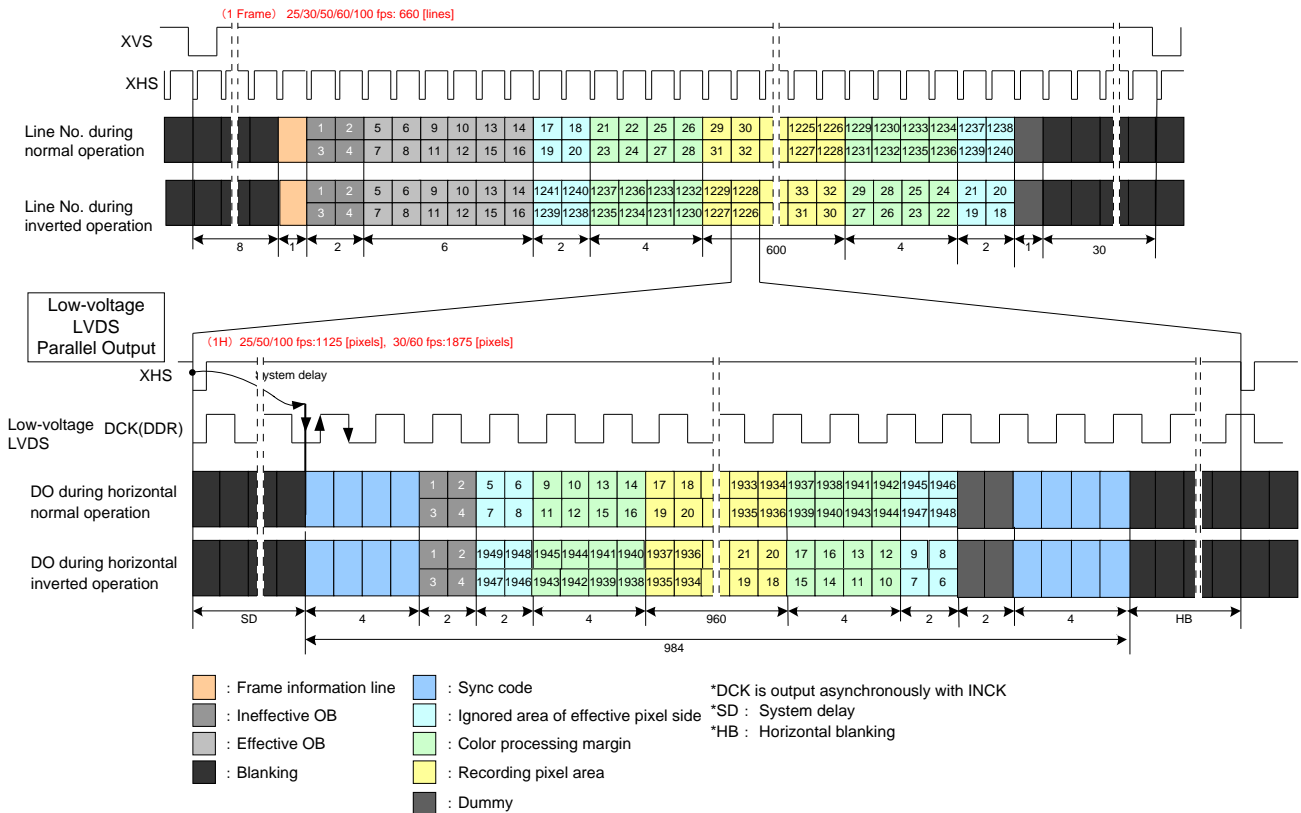 （1 Frame） 25/30/50/60/100 fps: 660 [lines]
XVS
XHS
Line No. during
normal operation
1 2 5 6 9 10 13 14 17 18 21 22 25 26 29 30 1225 1226 1229 1230 1233 1234 1237 1238
3 4 7 8 11 12 15 16 19 20 23 24 27 28 31 32 1227 1228 1231 1232 1235 1236 1239 1240
Line No. during
inverted operation
1 2 5 6 9 10 13 14 1241 1240 1237 1236 1233 1232 1229 1228 33 32 29 28 25 24 21 20
3 4 7 8 11 12 15 16 1239 1238 1235 1234 1231 1230 1227 1226 31 30 27 26 23 22 19 18
8 1 2 6 2 4 600 4 2 1 30
Low-voltage
LVDS
Parallel Output
（1H） 25/50/100 fps:1125 [pixels], 30/60 fps:1875 [pixels]
XHS
ystem delay
Low-voltage
LVDS
DCK(DDR)
DO during horizontal
normal operation
1 2 5 6 9 10 13 14 17 18 1933 1934 1937 1938 1941 1942 1945 1946
3 4 7 8 11 12 15 16 19 20 1935 1936 1939 1940 1943 1944 1947 1948
DO during horizontal
inverted operation
1 2 1949 1948 1945 1944 1941 1940 1937 1936 21 20 17 16 13 12 9 8
3 4 1947 1946 1943 1942 1939 1938 1935 1934 19 18 15 14 11 10 7 6
SD 4 2 2 4 960 4 2 2 4 HB
984
: Frame information line
: Ineffective OB
: Effective OB
: Blanking
: Sync code
: Ignored area of effective pixel side
: Color processing margin
: Recording pixel area
: Dummy
*DCK is output asynchronously with INCK
*SD : System delay
*HB : Horizontal blanking